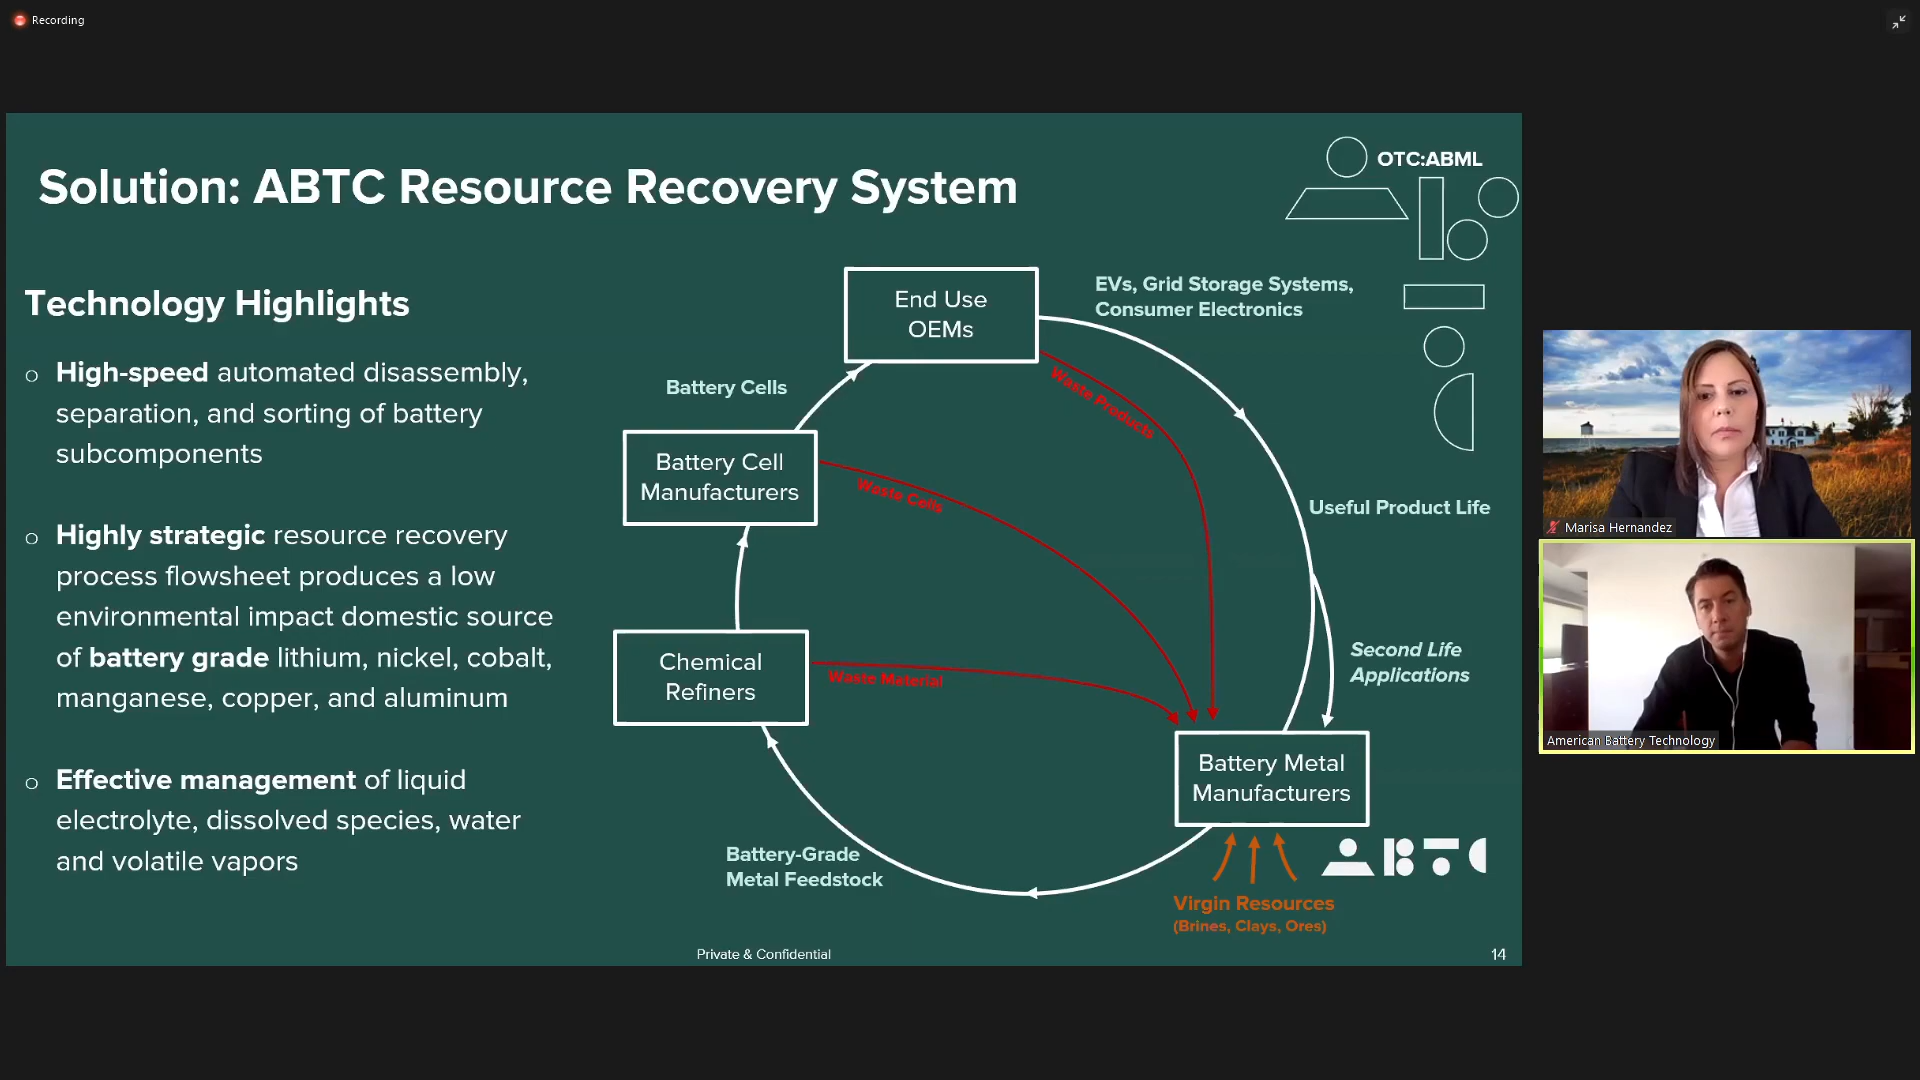 Recording
Solution: ABTC Resource Recovery System
OTC:ABML
Technology Highlights
High-speed automated disassembly,
separation, and sorting of battery
subcomponents
Highly strategic resource recovery
process flowsheet produces a low
environmental impact domestic source
of battery grade lithium, nickel, cobalt,
manganese, copper, and aluminum
Effective management of liquid
electrolyte, dissolved species, water
and volatile vapors
End Use
OEMs
EVs, Grid Storage Systems,
Consumer Electronics
Battery Cells
Waste Products
Battery Cell
Manufacturers
Waste Cells
Useful Product Life
Chemical
Refiners
Waste Material
Second Life
Applications
Battery Metal
Manufacturers
Battery-Grade
Metal Feedstock
ABTC
Virgin Resources
(Brines, Clays, Ores)
Private & Confidential
14
Marisa Hernandez
American Battery Technology